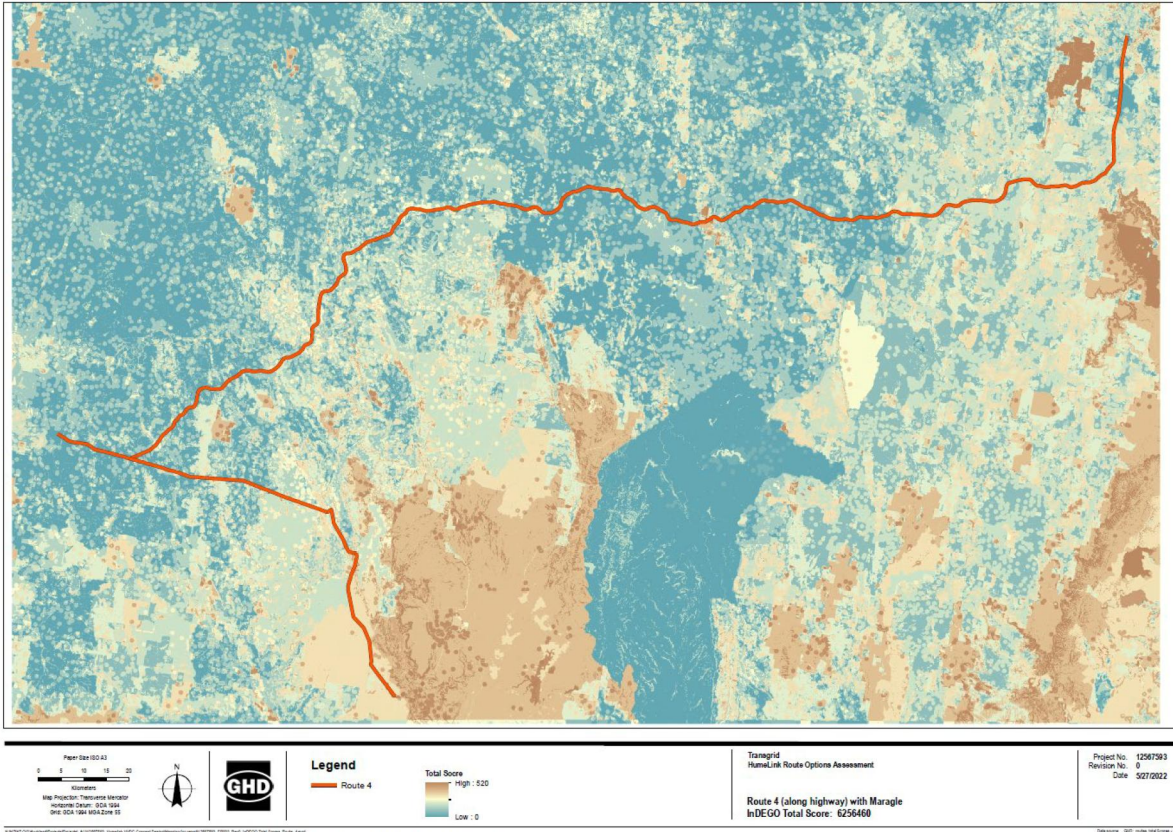 Paper Size ISO A3
0 5 10 15 20
Kilometers
Map Projection: Transverse Mercator
Horizontal Datum: GDA 1994
Grid: GDA 1994 MGA Zone 55
N
GHD
Legend
Route 4
Total Score
High : 520
Low : 0
Transgrid
HumeLink Route Options Assessment
Route 4 (along highway) with Maragle
InDEGO Total Score: 6256460
Project No. 12567593
Revision No. 0
Date 5/27/2022